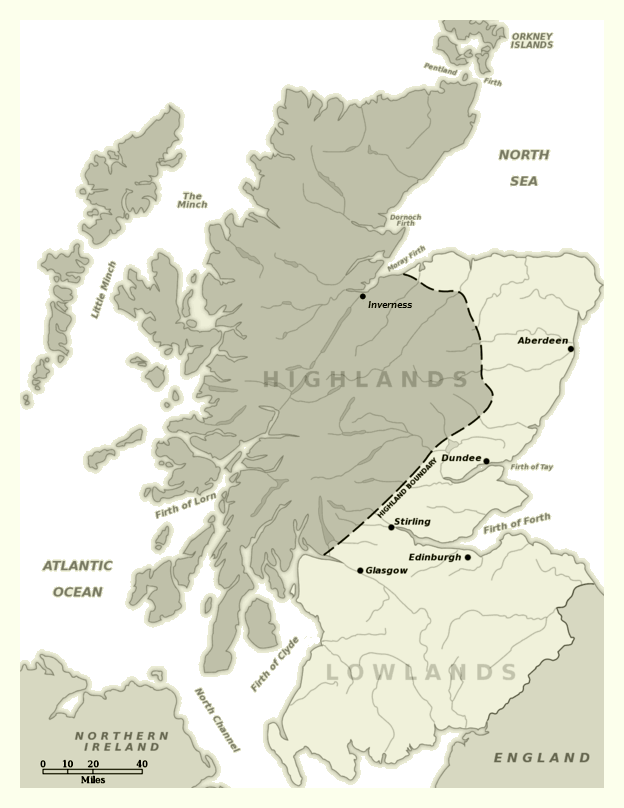 ORKNEY
ISLANDS
Pentland
Firth
NORTH
SEA
The
Minch
Dornoch
Firth
Moray Firth
Little Minch
Inverness
Aberdeen
HIGHLANDS
Dundee
HIGHLAND BOUNDARY
Firth of Tay
Firth of Lorn
Stirling
Firth of Forth
Edinburgh
ATLANTIC
OCEAN
Glasgow
Firth of Clyde
LOWLANDS
North Channel
NORTHERN
IRELAND
ENGLAND
0 10 20 40
Miles